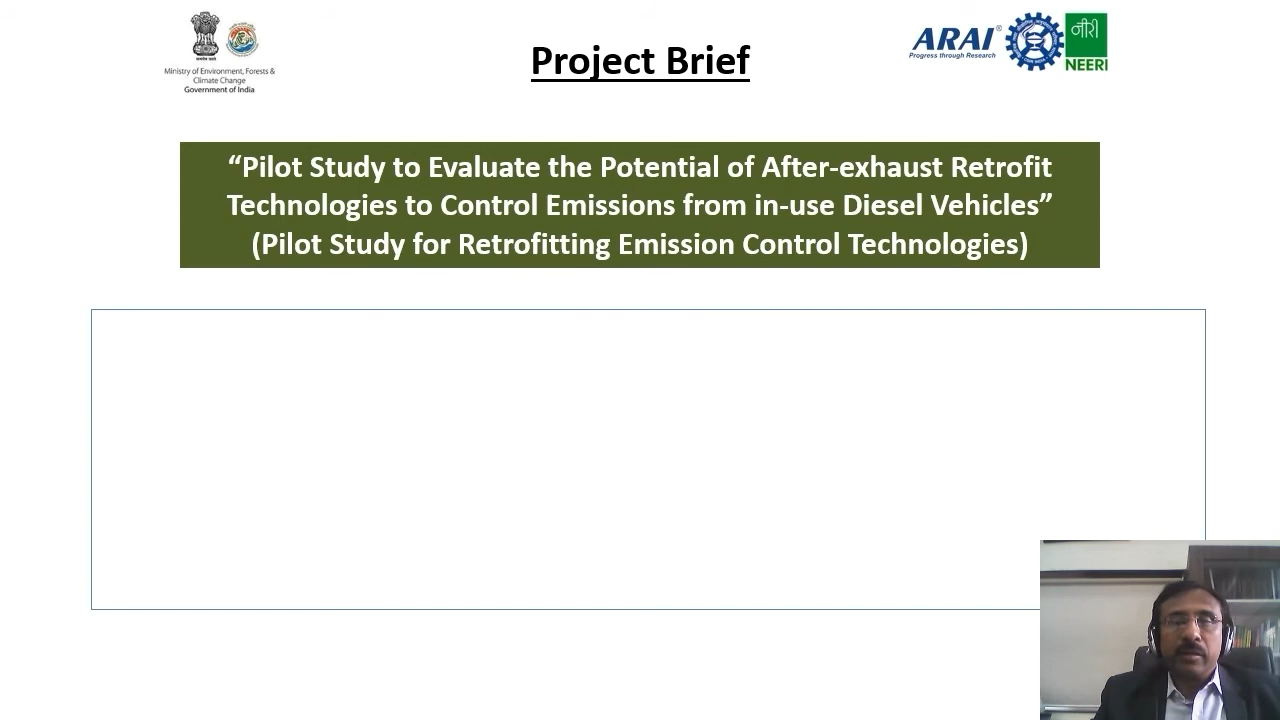 Project Brief
Ministry of Environment, Forests &
Climate Change
Government of India
ARAI®
Progress through Research
नीरी
NEERI
“Pilot Study to Evaluate the Potential of After-exhaust Retrofit
Technologies to Control Emissions from in-use Diesel Vehicles”
(Pilot Study for Retrofitting Emission Control Technologies)